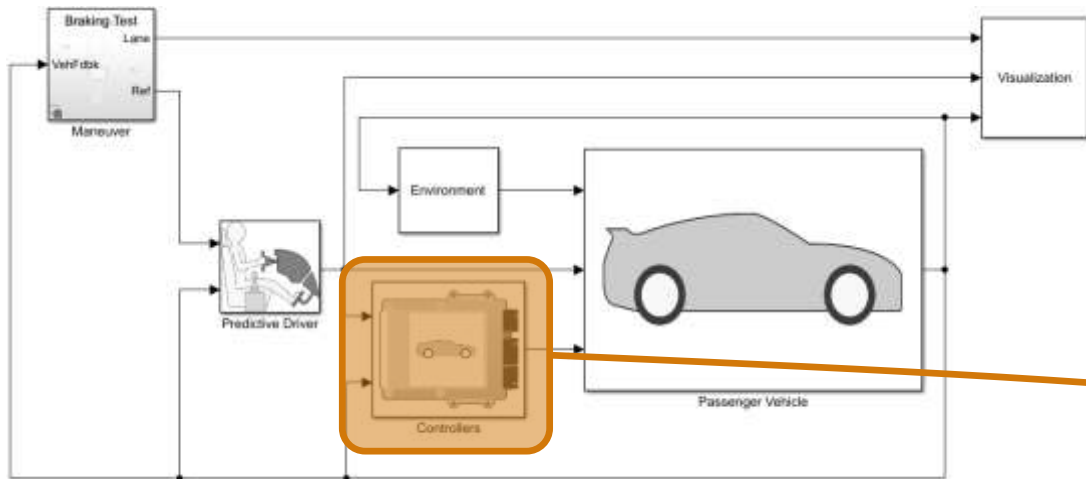 Braking Test
Lane
VehFdbk
Ref
Maneuver
Visualization
Environment
Predictive Driver
Passenger Vehicle
Controllers